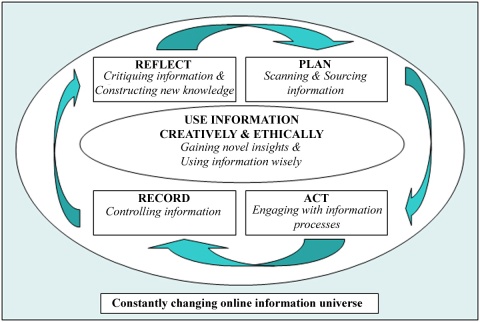 REFLECT
Critiquing information &
Constructing new knowledge
PLAN
Scanning & Sourcing
information
USE INFORMATION
CREATIVELY & ETHICALLY
Gaining novel insights &
Using information wisely
RECORD
Controlling information
ACT
Engaging with information
processes
Constantly changing online information universe